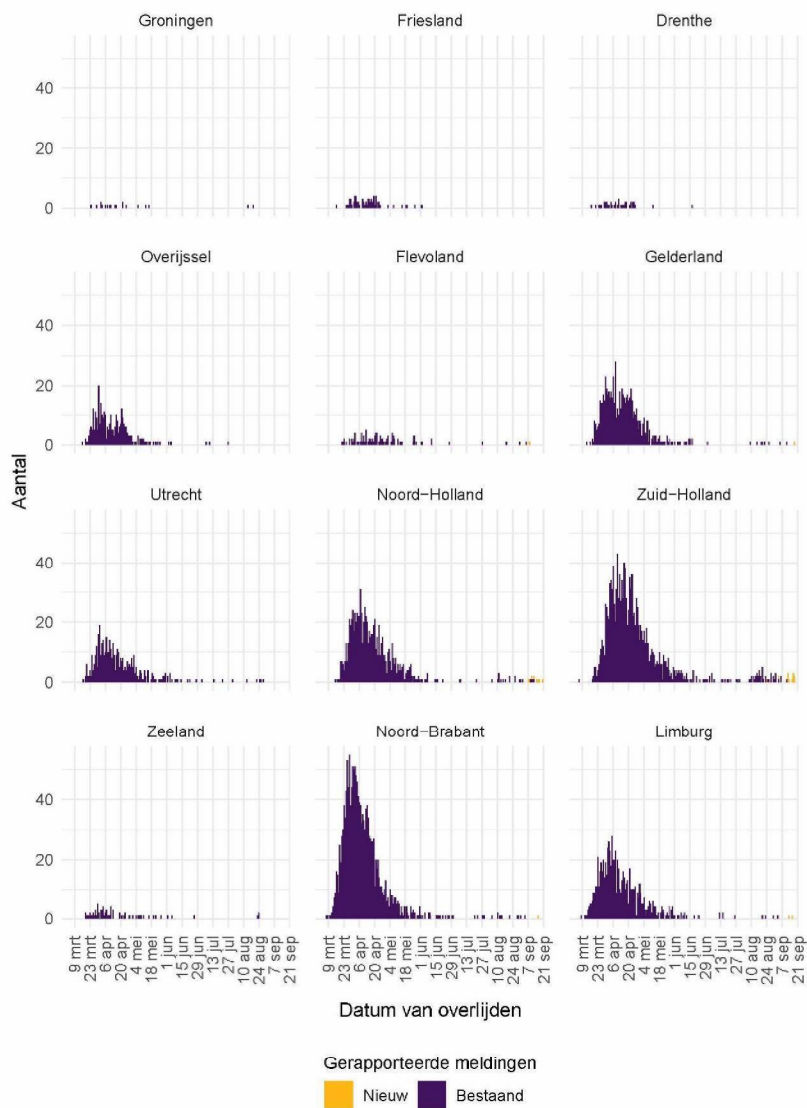 Groningen Friesland Drenthe
40
20
0
Overijssel Flevoland Gelderland
40
20
0
Aantal
Utrecht Noord-Holland Zuid-Holland
40
20
0
Zeeland Noord-Brabant Limburg
40
20
0
9 mrt 23 mrt 6 apr 20 apr 4 mei 18 mei 1 jun 15 jun 29 jun 13 jul 27 jul 10 aug 24 aug 7 sep 21 sep 9 mrt 23 mrt 6 apr 20 apr 4 mei 18 mei 1 jun 15 jun 29 jun 13 jul 27 jul 10 aug 24 aug 7 sep 21 sep 9 mrt 23 mrt 6 apr 20 apr 4 mei 18 mei 1 jun 15 jun 29 jun 13 jul 27 jul 10 aug 24 aug 7 sep 21 sep
Datum van overlijden
Gerapporteerde meldingen
Nieuw Bestaand